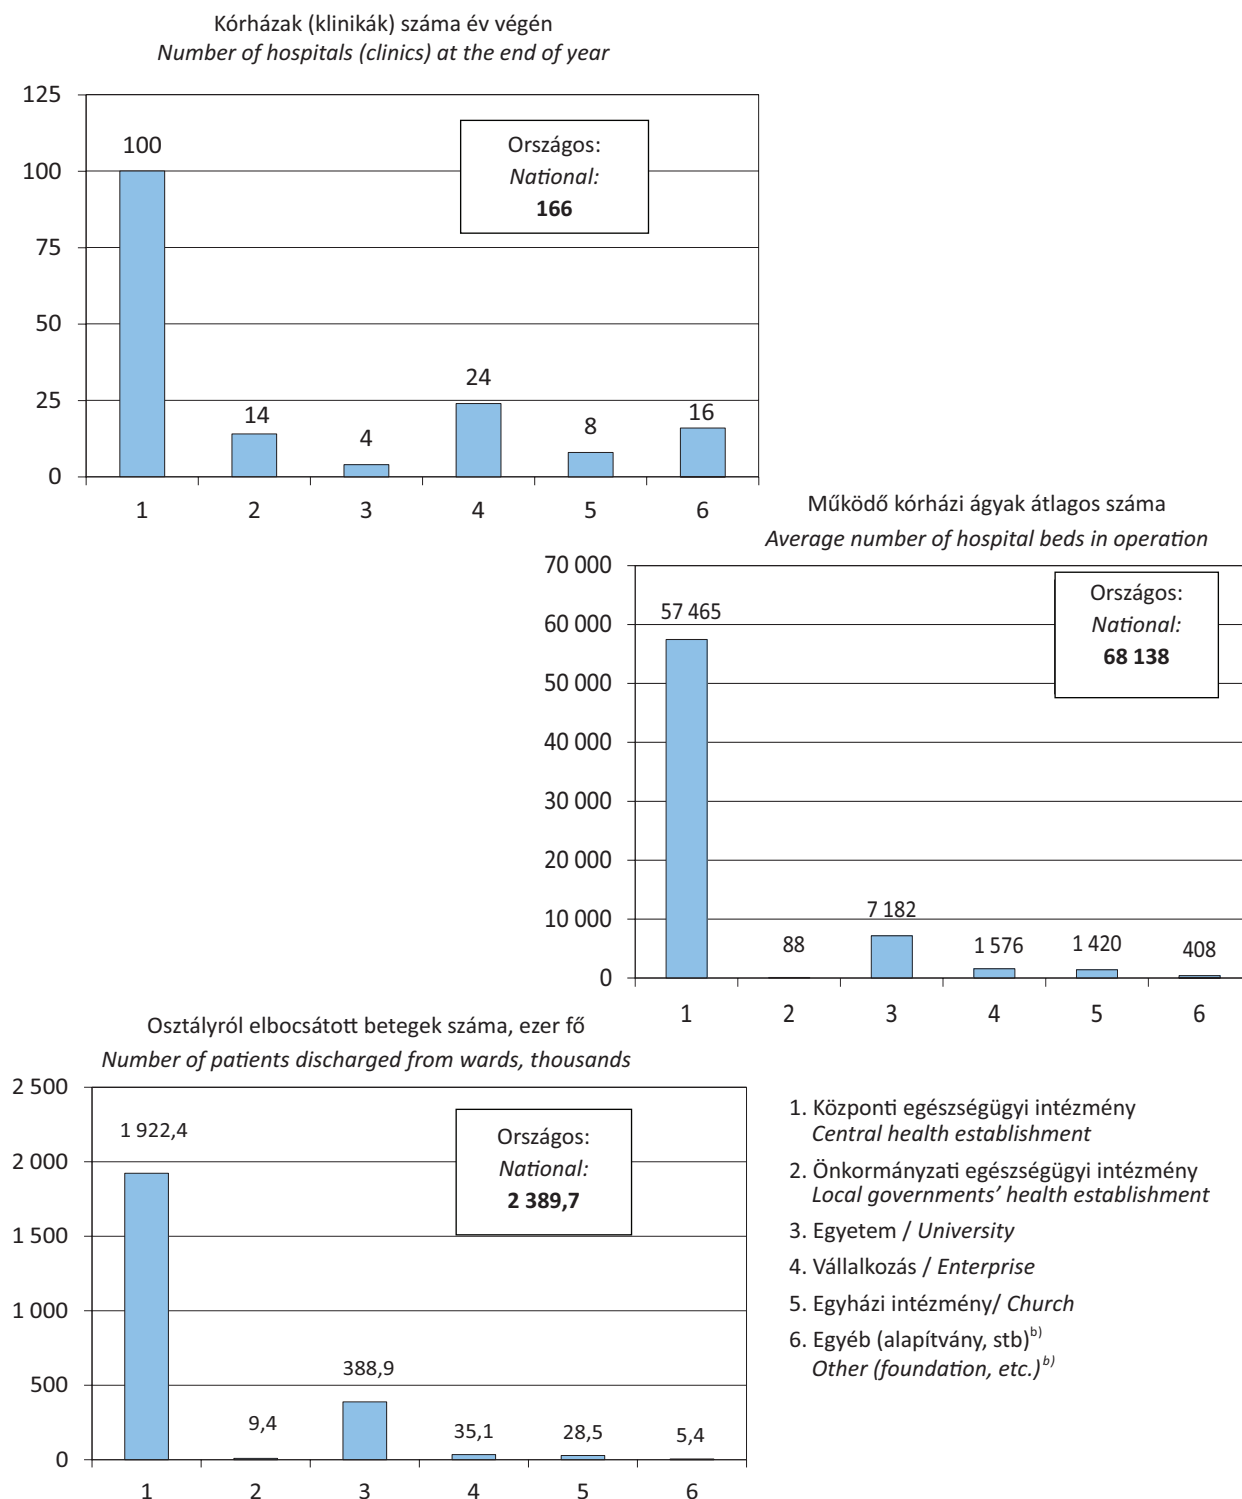 Kórházak (klinikák) száma év végén
Number of hospitals (clinics) at the end of year
125
100
75
50
25
0
100
14
4
24
8
16
Országos:
National:
166
1 2 3 4 5 6
Működő kórházi ágyak átlagos száma
Average number of hospital beds in operation
70 000
60 000
50 000
40 000
30 000
20 000
10 000
0
57 465
88
7 182
1 576
1 420
408
Országos:
National:
68 138
1 2 3 4 5 6
Osztályról elbocsátott betegek száma, ezer fő
Number of patients discharged from wards, thousands
2 500
2 000
1 500
1 000
500
0
1 922,4
9,4
388,9
35,1
28,5
5,4
Országos:
National:
2 389,7
1 2 3 4 5 6
1. Központi egészségügyi intézmény
Central health establishment
2. Önkormányzati egészségügyi intézmény
Local governments’ health establishment
3. Egyetem / University
4. Vállalkozás / Enterprise
5. Egyházi intézmény/ Church
6. Egyéb (alapítvány, stb)b)
Other (foundation, etc.)b)